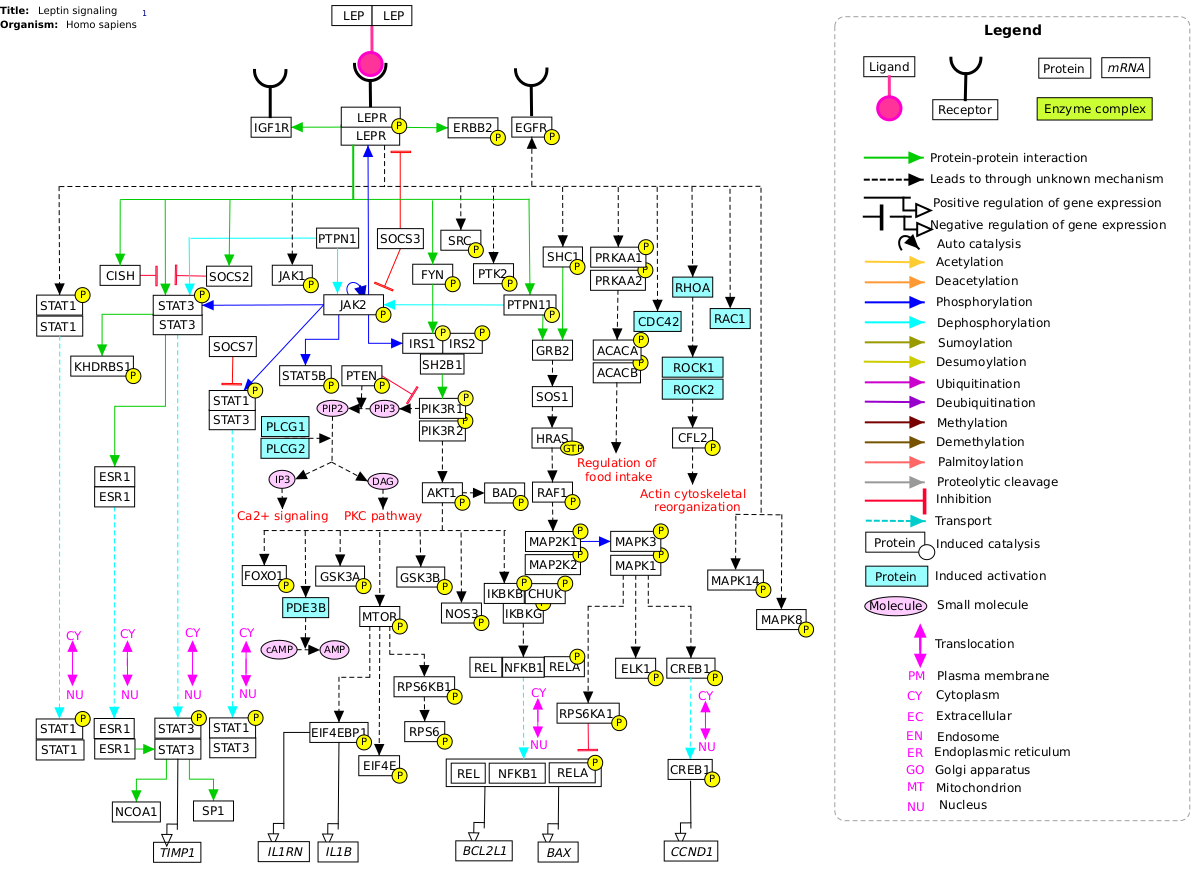 Title: Leptin signaling 1
Organism: Homo sapiens
LEP LEP
IGF1R
LEPR P
LEPR
ERBB2 P
EGFR P
PTPN1
SOCS3
SRC P
SHC1 P
PRKAA1 P
PRKAA2 P
CISH
SOCS2
JAK1 P
FYN P
PTK2 P
RHOA
STAT1 P
STAT1
STAT3 P
STAT3
JAK2 P
PTPN11 P
CDC42
RAC1
KHDRBS1 P
SOCS7
IRS1 P
IRS2 P
SH2B1
GRB2
ACACA P
ACACB P
ROCK1
ROCK2
STAT5B P
PTEN P
STAT1 P
STAT3
PIP2
PIP3
PIK3R1 P
PIK3R2 P
SOS1
PLCG1
PLCG2
HRAS GTP
CFL2 P
Regulation of
food intake
ESR1
ESR1
IP3
DAG
AKT1 P
BAD P
RAF1 P
Actin cytoskeletal
reorganization
Ca2+ signaling
PKC pathway
MAP2K1 P
MAP2K2 P
MAPK3 P
MAPK1 P
FOXO1 P
GSK3A P
GSK3B P
MAPK14 P
PDE3B
MTOR P
NOS3 P
IKBKB P
CHUK P
IKBKG P
MAPK8 P
cAMP
AMP
CY
CY
CY
CY
REL
NFKB1
RELA P
ELK1 P
CREB1 P
RPS6KB1 P
NU
NU
NU
NU
CY
NU
CY
NU
RPS6KA1 P
STAT1 P
STAT1
ESR1
ESR1
STAT3 P
STAT3
STAT1 P
STAT3
EIF4EBP1 P
RPS6 P
EIF4E P
REL
NFKB1
RELA P
CREB1 P
NCOA1
SP1
TIMP1
IL1RN
IL1B
BCL2L1
BAX
CCND1
Legend
Ligand
Receptor
Protein
mRNA
Enzyme complex
Protein-protein interaction
Leads to through unknown mechanism
Positive regulation of gene expression
Negative regulation of gene expression
Auto catalysis
Acetylation
Deacetylation
Phosphorylation
Dephosphorylation
Sumoylation
Desumoylation
Ubiquitination
Deubiquitination
Methylation
Demethylation
Palmitoylation
Proteolytic cleavage
Inhibition
Transport
Protein Induced catalysis
Protein Induced activation
Molecule Small molecule
Translocation
PM Plasma membrane
CY Cytoplasm
EC Extracellular
EN Endosome
ER Endoplasmic reticulum
GO Golgi apparatus
MT Mitochondrion
NU Nucleus